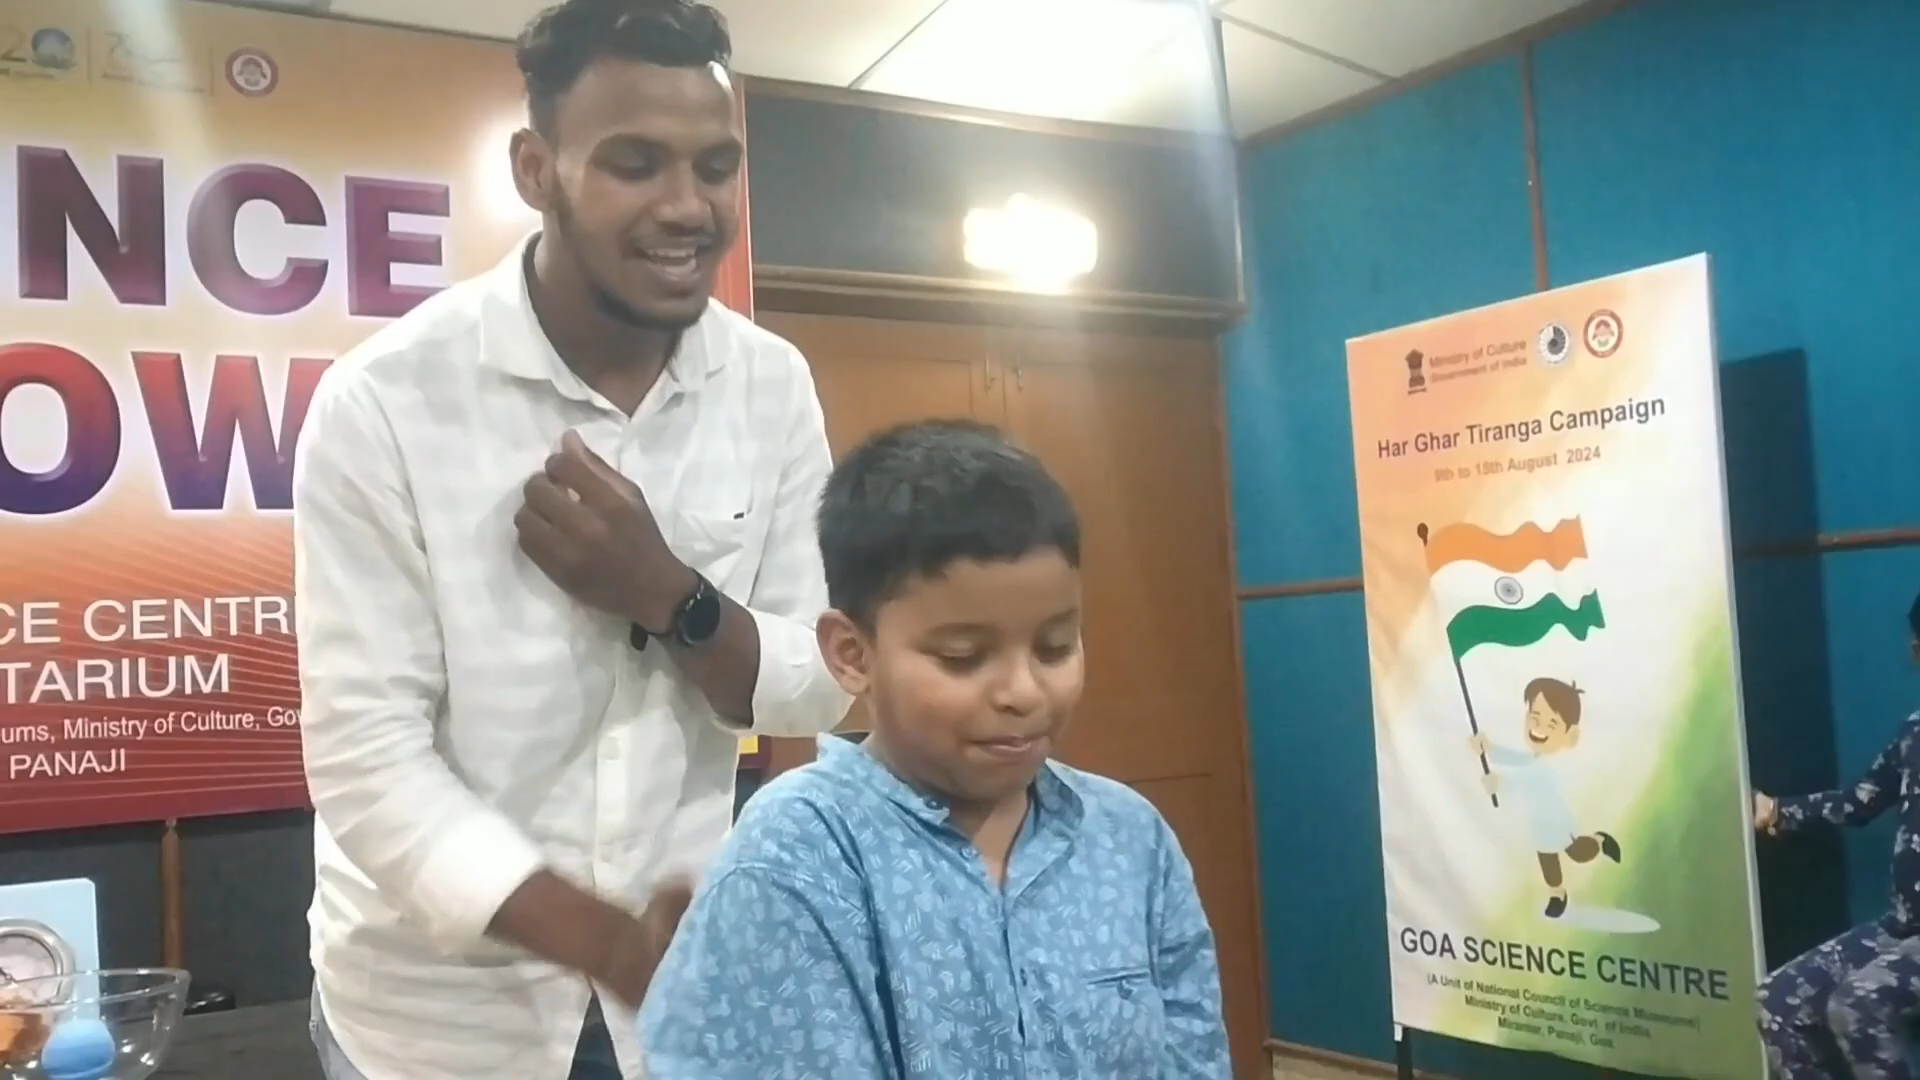 20
NCE
OW
CE CENTR
TARIUM
ums, Ministry of Culture, Gov
PANAJI
Ministry of Culture
Government of India
Har Ghar Tiranga Campaign
9th to 15th August 2024
GOA SCIENCE CENTRE
(A Unit of National Council of Science Museums)
Ministry of Culture, Govt. of India,
Miramar, Panaji, Goa.